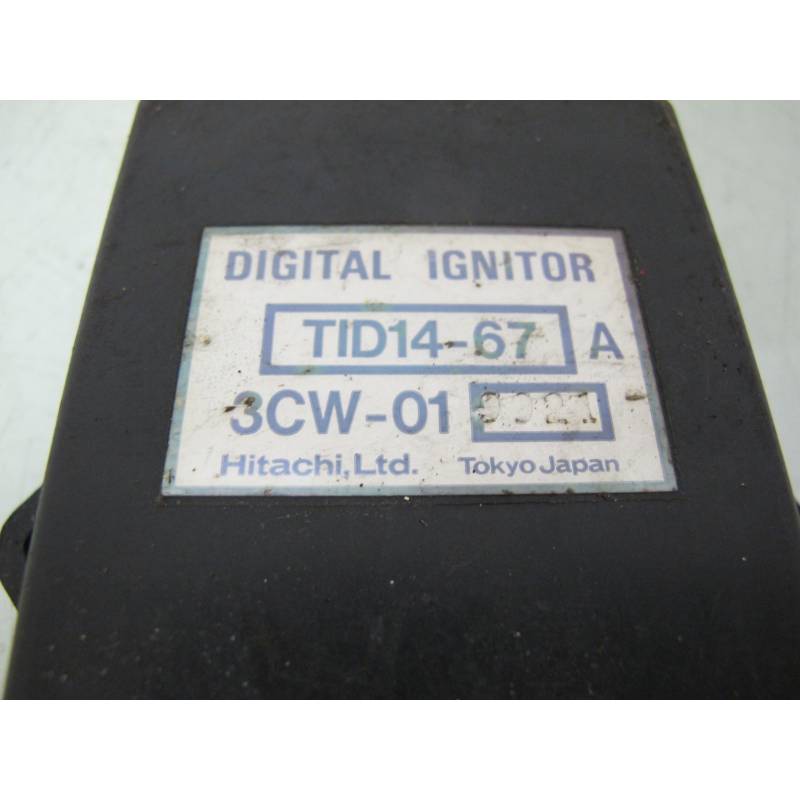 DIGITAL IGNITOR
TID14-67 A
3CW-01
Hitachi, Ltd. Tokyo Japan